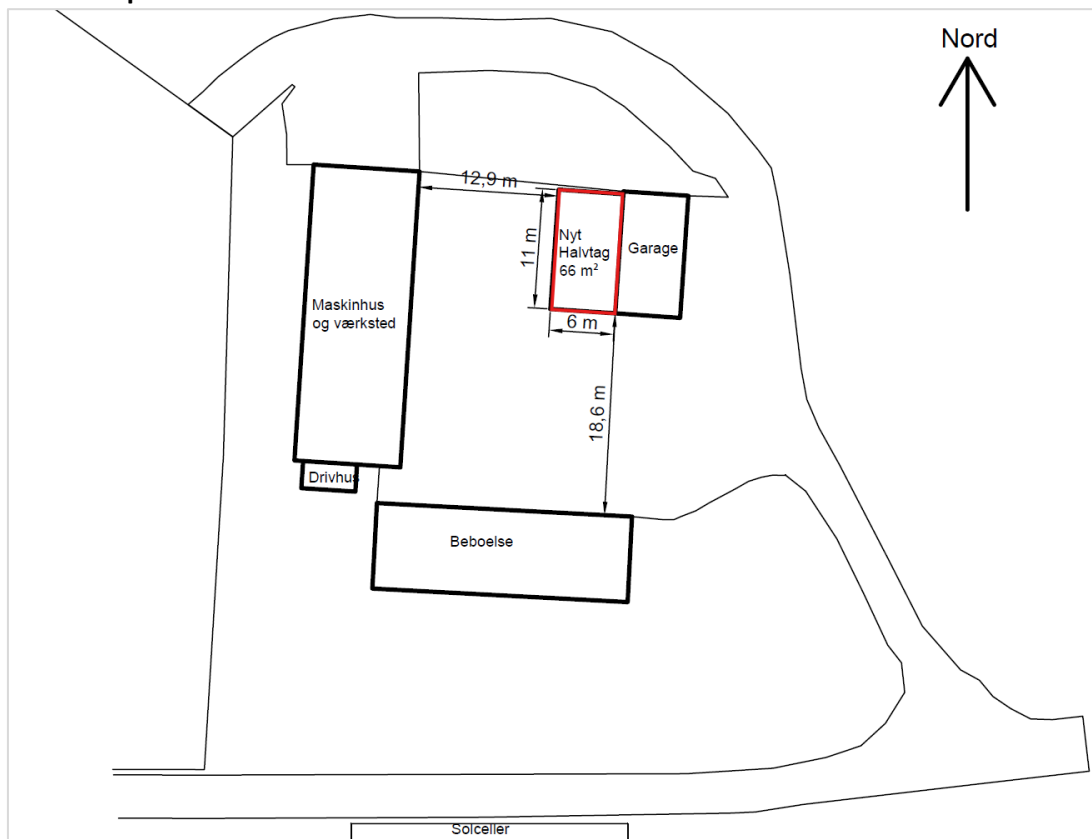 Nord
12,9 m
11 m
Nyt
Halvtag
66 m²
Garage
6 m
Maskinhus
og værksted
18,6 m
Drivhus
Beboelse
Solceller